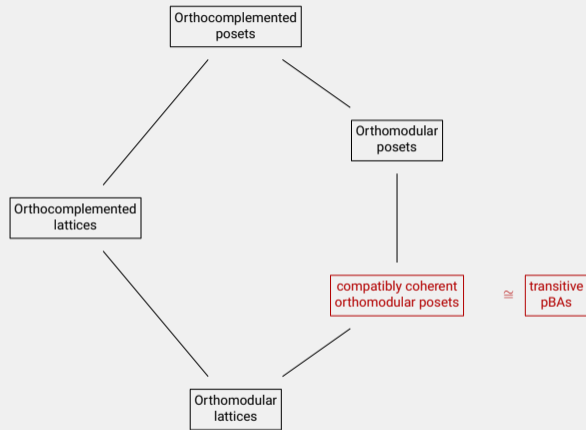 Orthocomplemented
posets
Orthomodular
posets
Orthocomplemented
lattices
compatibly coherent
orthomodular posets
≅
transitive
pBAs
Orthomodular
lattices